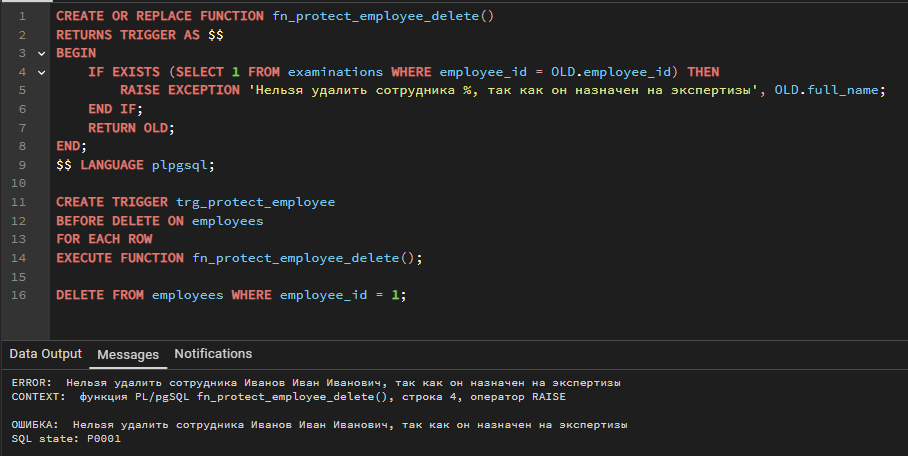 1 CREATE OR REPLACE FUNCTION fn_protect_employee_delete()
2 RETURNS TRIGGER AS $$
3 BEGIN
4 IF EXISTS (SELECT 1 FROM examinations WHERE employee_id = OLD.employee_id) THEN
5 RAISE EXCEPTION 'Нельзя удалить сотрудника %, так как он назначен на экспертизы', OLD.full_name;
6 END IF;
7 RETURN OLD;
8 END;
9 $$ LANGUAGE plpgsql;
10
11 CREATE TRIGGER trg_protect_employee
12 BEFORE DELETE ON employees
13 FOR EACH ROW
14 EXECUTE FUNCTION fn_protect_employee_delete();
15
16 DELETE FROM employees WHERE employee_id = 1;
Data Output Messages Notifications
ERROR: Нельзя удалить сотрудника Иванов Иван Иванович, так как он назначен на экспертизы
CONTEXT: функция PL/pgSQL fn_protect_employee_delete(), строка 4, оператор RAISE
ОШИБКА: Нельзя удалить сотрудника Иванов Иван Иванович, так как он назначен на экспертизы
SQL state: P0001